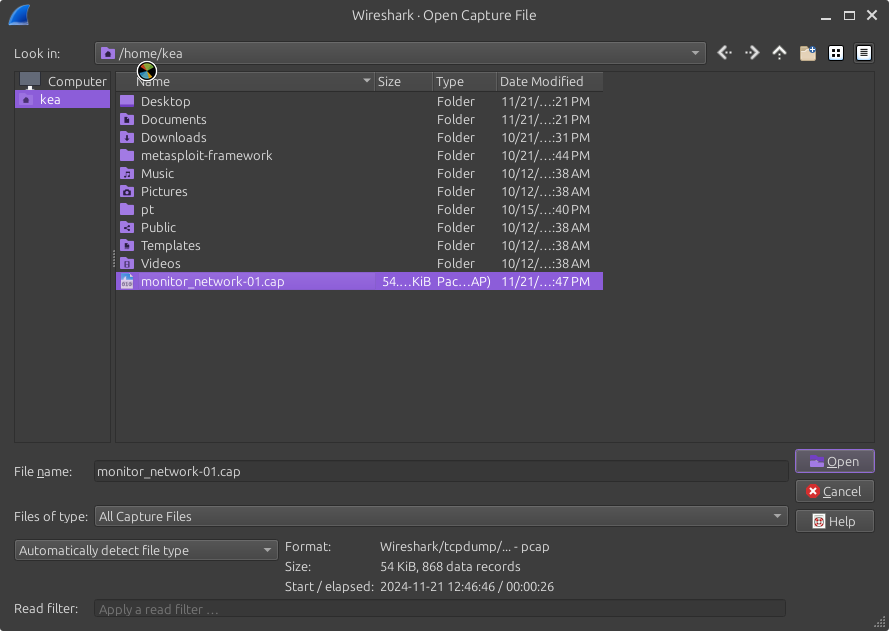 Wireshark · Open Capture File
Look in: /home/kea
Computer
kea
Name Size Type Date Modified
Desktop Folder 11/21/...:21 PM
Documents Folder 11/21/...:21 PM
Downloads Folder 10/21/...:31 PM
metasploit-framework Folder 10/21/...:44 PM
Music Folder 10/12/...:38 AM
Pictures Folder 10/12/...:38 AM
pt Folder 10/15/...:40 PM
Public Folder 10/12/...:38 AM
Templates Folder 10/12/...:38 AM
Videos Folder 10/12/...:38 AM
monitor_network-01.cap 54....KiB Pac...AP) 11/21/...:47 PM
File name: monitor_network-01.cap
Open
Cancel
Files of type: All Capture Files
Help
Automatically detect file type
Format: Wireshark/tcpdump/... - pcap
Size: 54 KiB, 868 data records
Start / elapsed: 2024-11-21 12:46:46 / 00:00:26
Read filter: Apply a read filter …